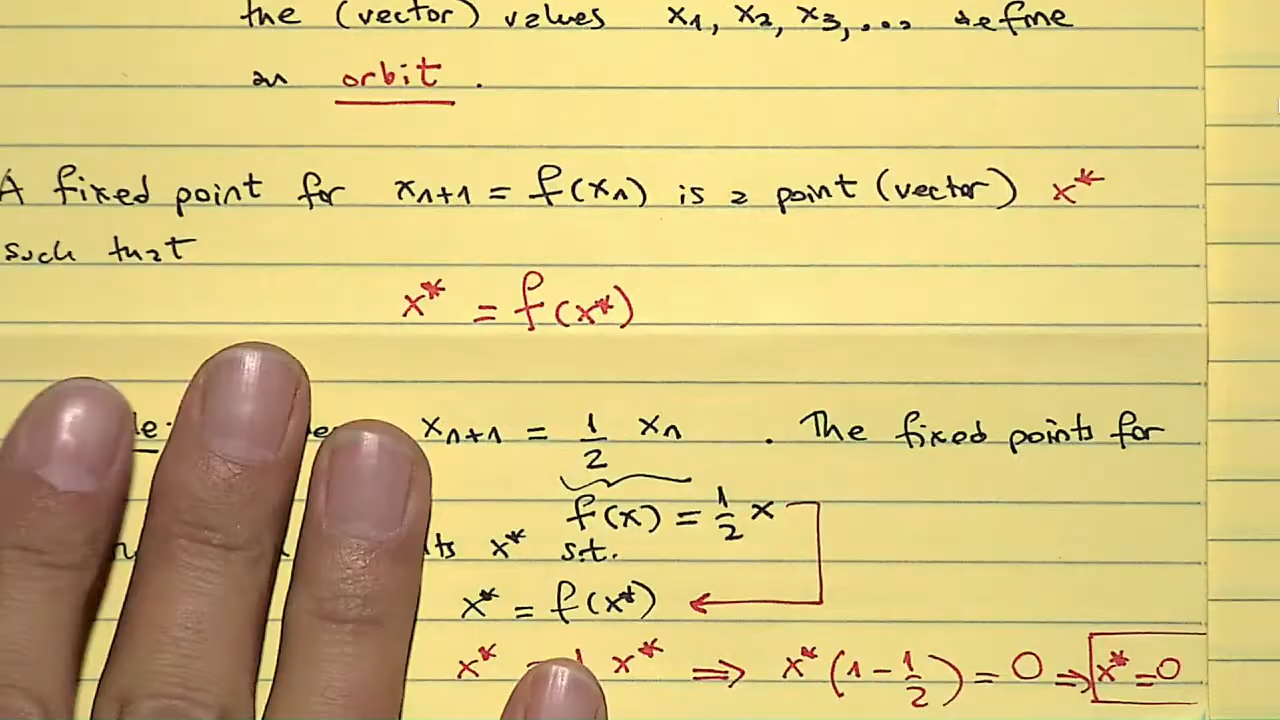 the (vector) values x₁, x₂, x₃, ... define
an orbit .
A fixed point for xₙ₊₁ = f(xₙ) is a point (vector) x*
such that
x* = f(x*)
xₙ₊₁ = 1/2 xₙ . The fixed points for
f(x) = 1/2 x
x* s.t.
x* = f(x*)
x* = x* ⇒ x*(1 - 1/2) = 0 ⇒ x* = 0